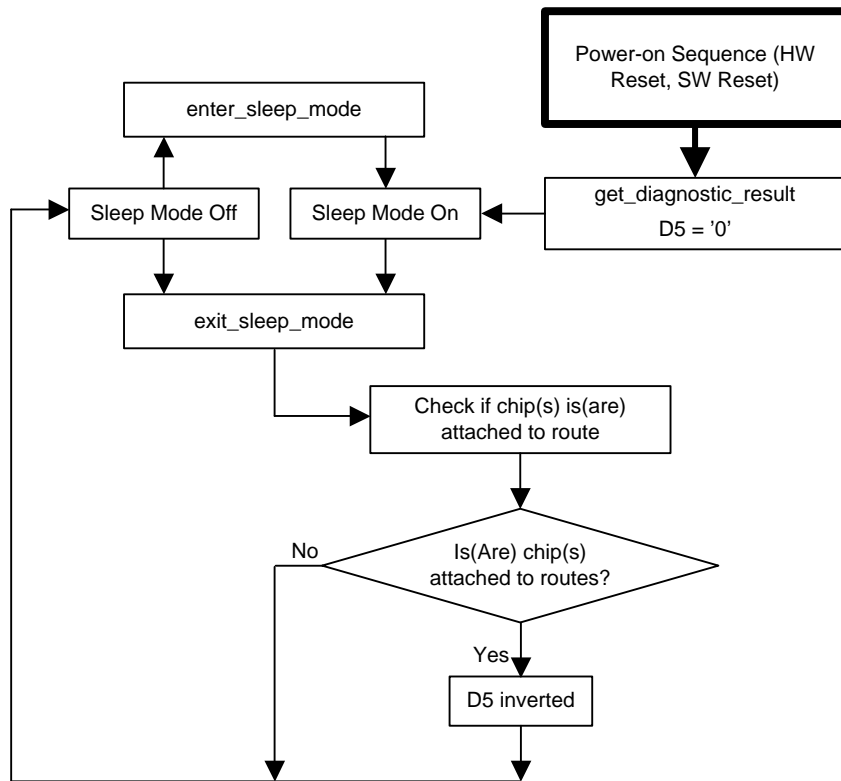 Power-on Sequence (HW
Reset, SW Reset)
enter_sleep_mode
get_diagnostic_result
D5 = ’0’
Sleep Mode Off
Sleep Mode On
exit_sleep_mode
Check if chip(s) is(are)
attached to route
No
Is(Are) chip(s)
attached to routes?
Yes
D5 inverted